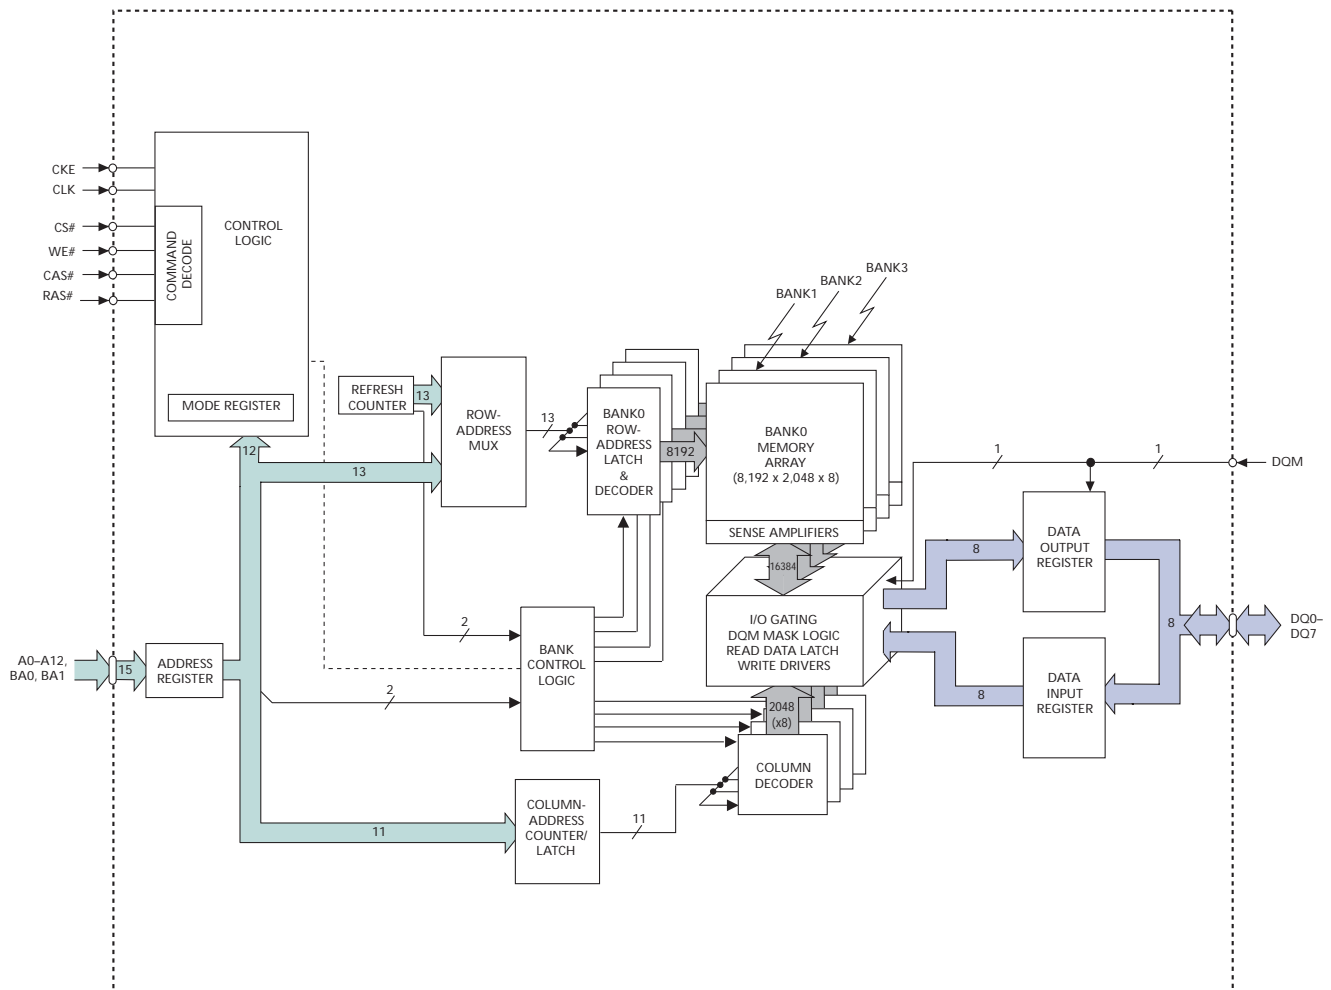 CKE
CLK
CS#
WE#
CAS#
RAS#
COMMAND
DECODE
CONTROL
LOGIC
MODE REGISTER
12
13
REFRESH
COUNTER
13
ROW-
ADDRESS
MUX
13
BANK0
ROW-
ADDRESS
LATCH
&
DECODER
8192
BANK1
BANK2
BANK3
BANK0
MEMORY
ARRAY
(8,192 x 2,048 x 8)
SENSE AMPLIFIERS
16384
I/O GATING
DQM MASK LOGIC
READ DATA LATCH
WRITE DRIVERS
2048
(x8)
COLUMN
DECODER
1
1
DQM
DATA
OUTPUT
REGISTER
8
8
DQ0–
DQ7
DATA
INPUT
REGISTER
8
A0–A12,
BA0, BA1
15
ADDRESS
REGISTER
2
2
BANK
CONTROL
LOGIC
11
COLUMN-
ADDRESS
COUNTER/
LATCH
11